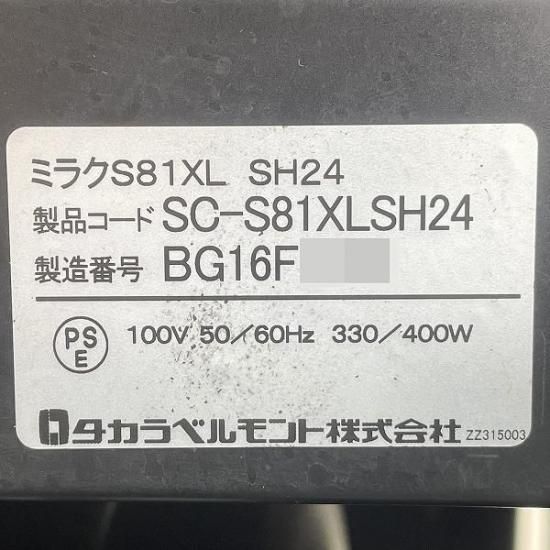 ミラクS81XL SH24
製品コード SC-S81XLSH24
製造番号 BG16F
PS
E
100V 50/60Hz 330/400W
タカラベルモント株式会社 ZZ315003